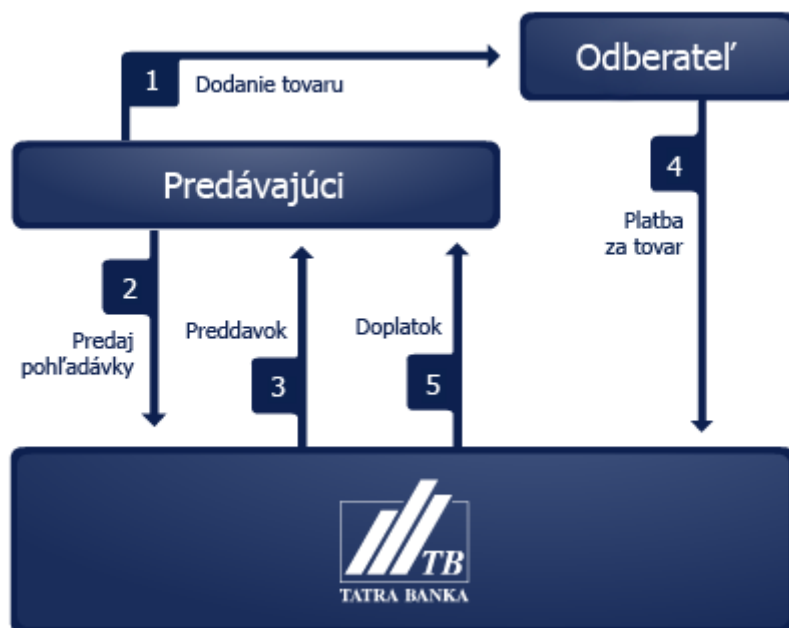 1
Dodanie tovaru
Odberateľ
Predávajúci
2
Predaj
pohľadávky
3
Preddavok
4
Platba
za tovar
5
Doplatok
TB
TATRA BANKA